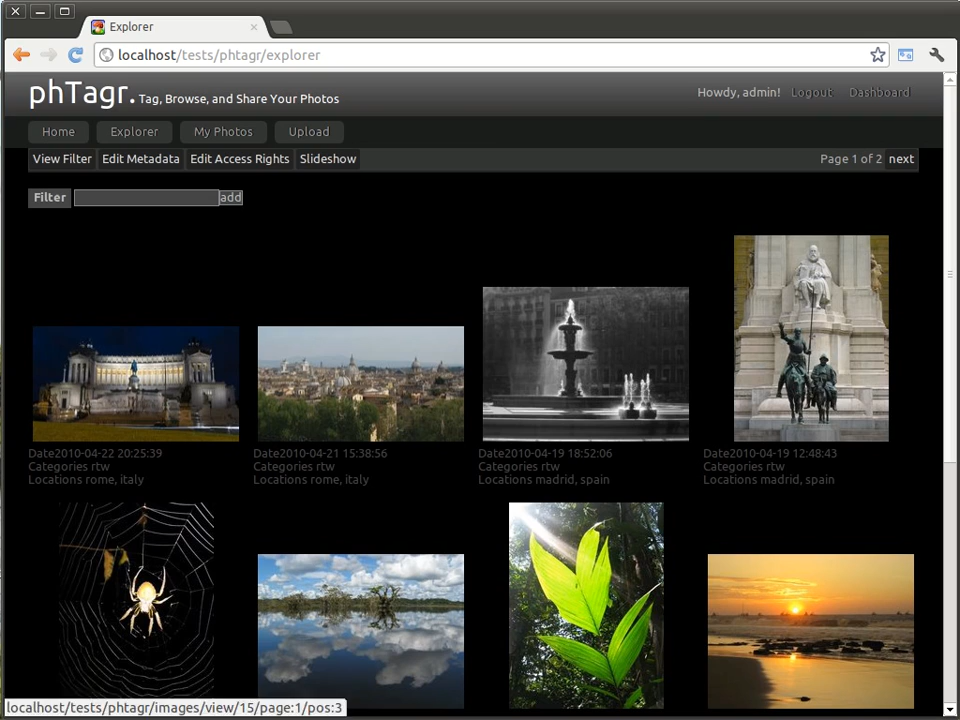 Explorer
localhost/tests/phtagr/explorer
phTagr. Tag, Browse, and Share Your Photos
Howdy, admin! Logout Dashboard
Home Explorer My Photos Upload
View Filter Edit Metadata Edit Access Rights Slideshow Page 1 of 2 next
Filter add
Date2010-04-22 20:25:39
Categories rtw
Locations rome, italy
Date2010-04-21 15:38:56
Categories rtw
Locations rome, italy
Date2010-04-19 18:52:06
Categories rtw
Locations madrid, spain
Date2010-04-19 12:48:43
Categories rtw
Locations madrid, spain
localhost/tests/phtagr/images/view/15/page:1/pos:3